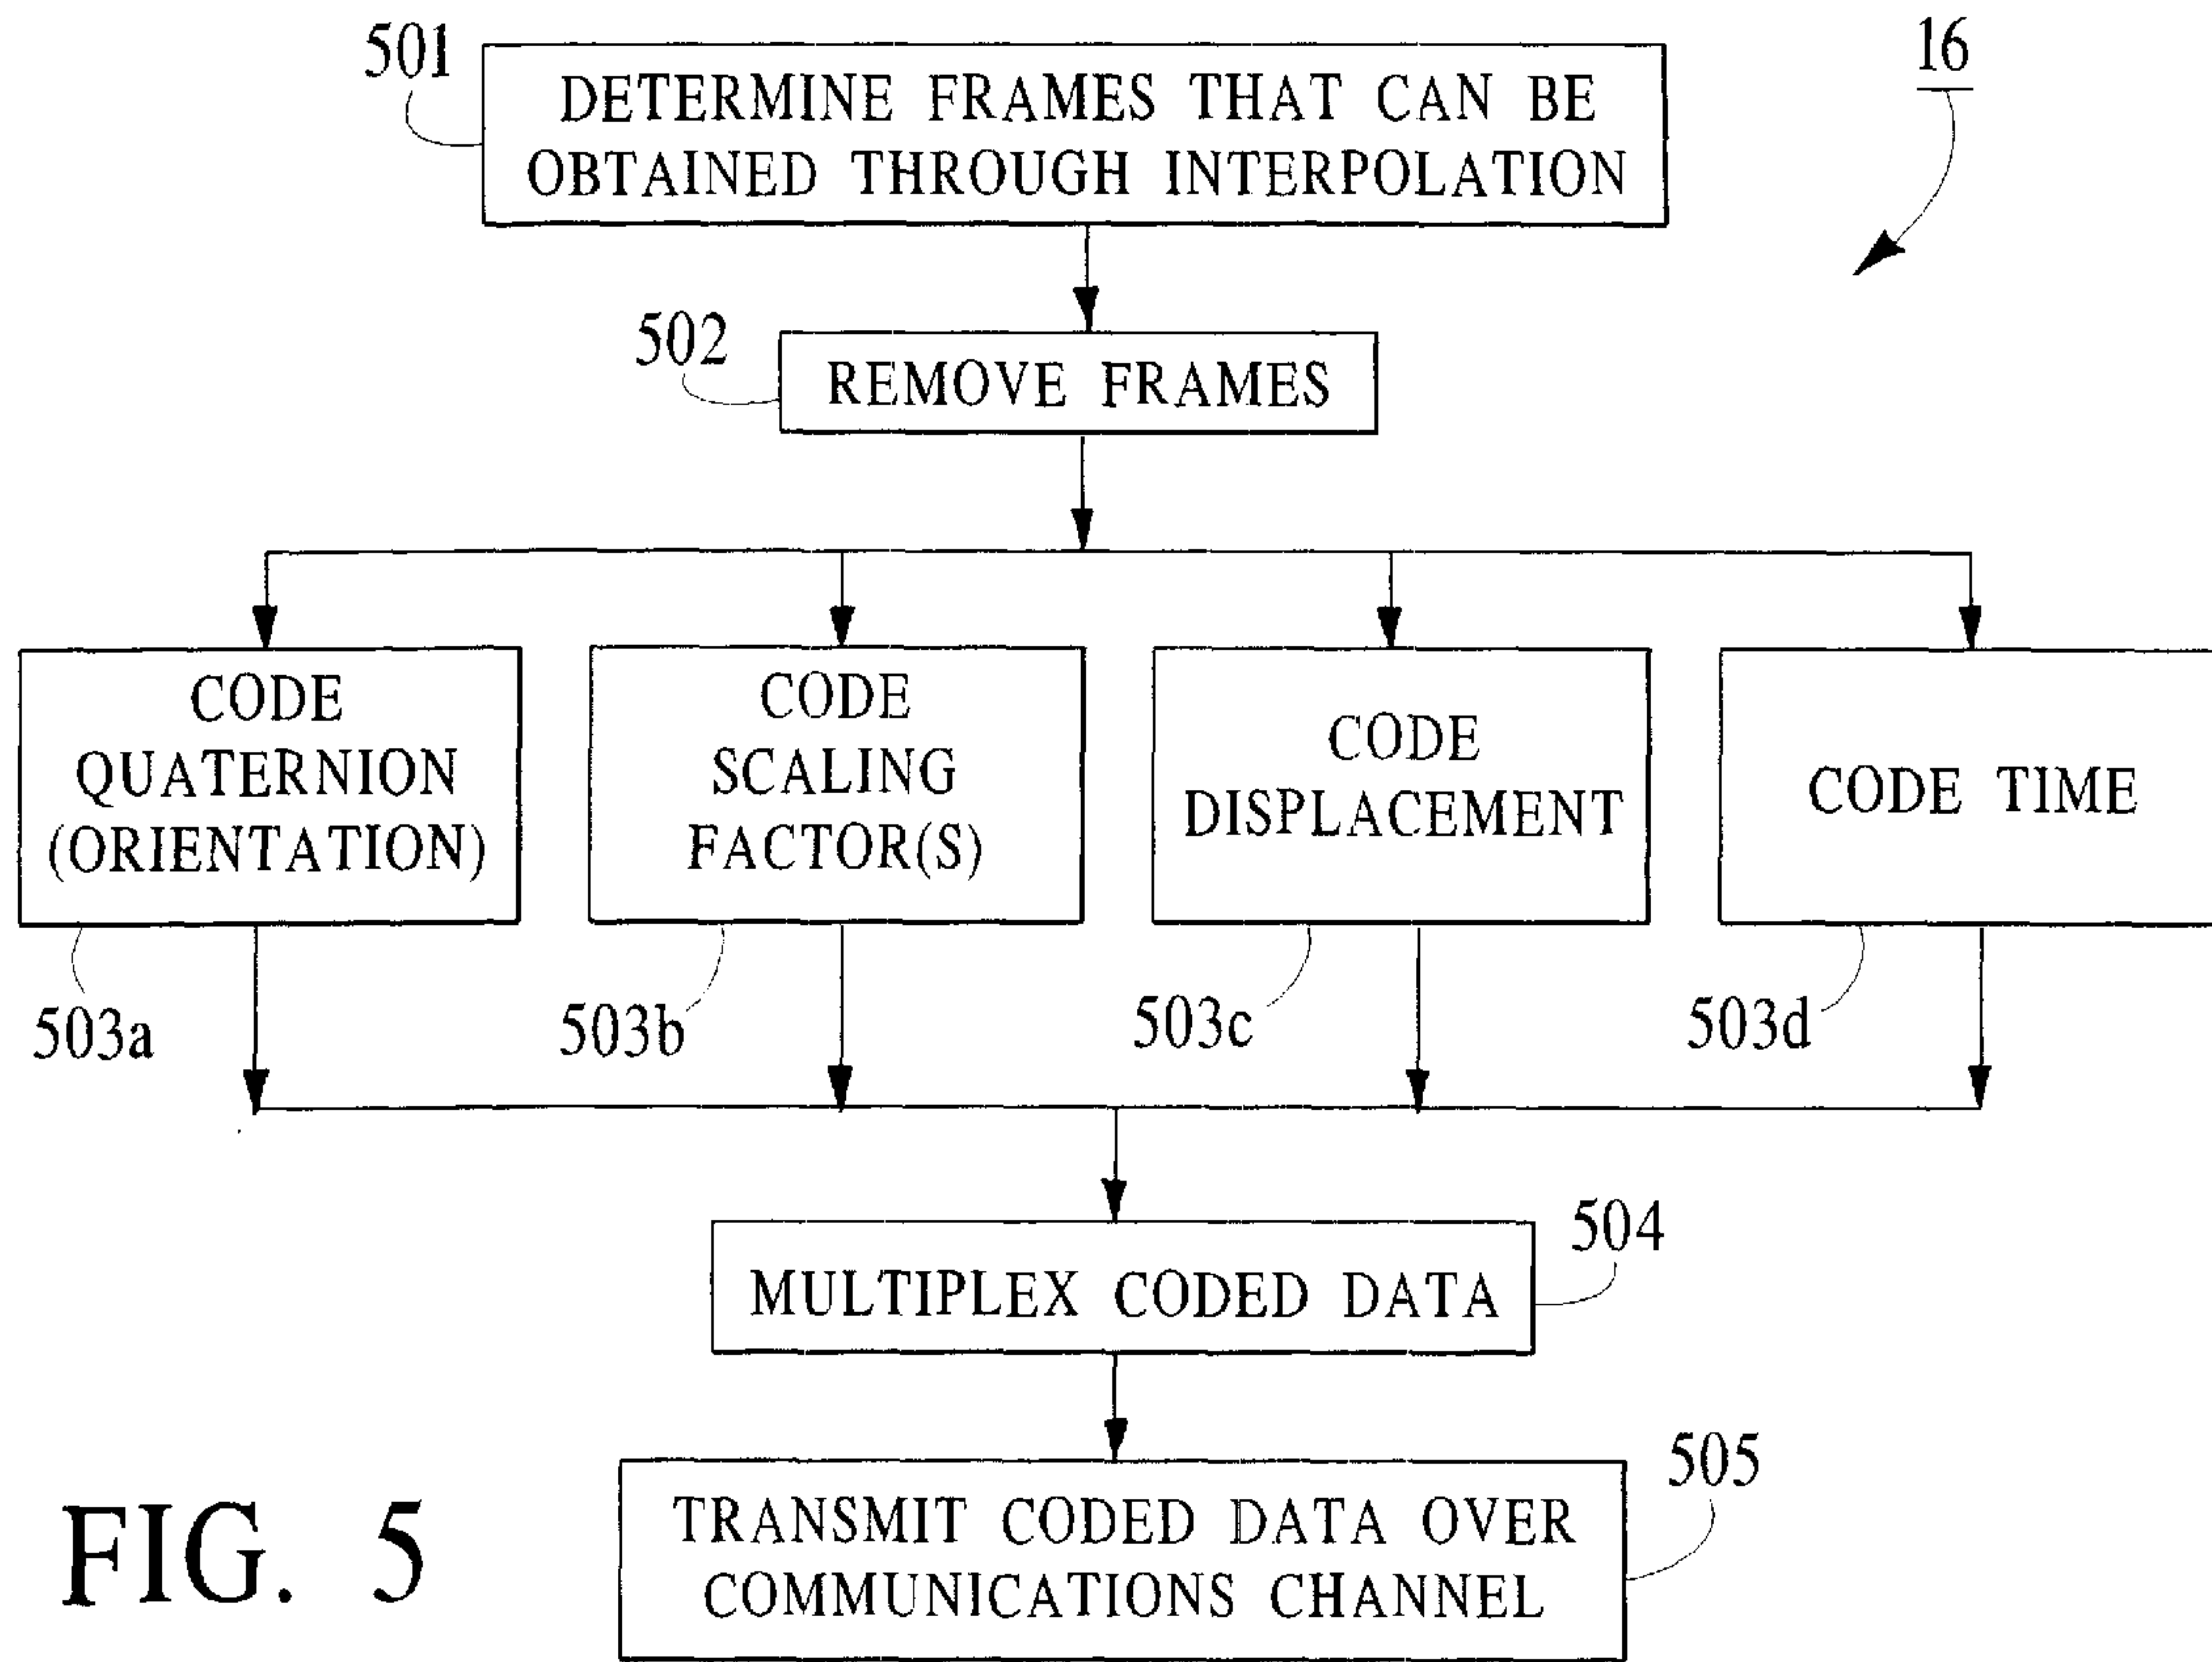 501
16
DETERMINE FRAMES THAT CAN BE
OBTAINED THROUGH INTERPOLATION
502
REMOVE FRAMES
CODE
QUATERNION
(ORIENTATION)
CODE
SCALING
FACTOR(S)
CODE
DISPLACEMENT
CODE TIME
503a
503b
503c
503d
504
MULTIPLEX CODED DATA
505
TRANSMIT CODED DATA OVER
COMMUNICATIONS CHANNEL
FIG. 5